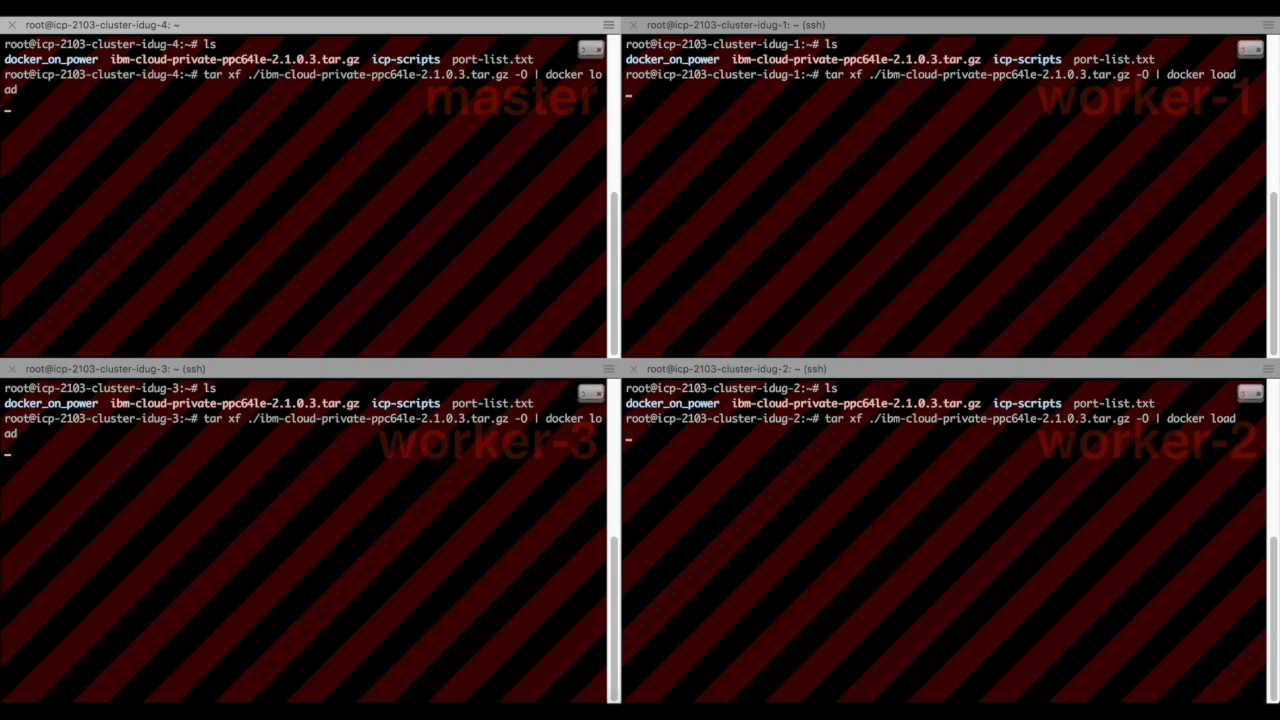 root@icp-2103-cluster-idug-4: ~
root@icp-2103-cluster-idug-4:~# ls
docker_on_power ibm-cloud-private-ppc64le-2.1.0.3.tar.gz icp-scripts port-list.txt
root@icp-2103-cluster-idug-4:~# tar xf ./ibm-cloud-private-ppc64le-2.1.0.3.tar.gz -O | docker lo
ad
master
root@icp-2103-cluster-idug-1: ~ (ssh)
root@icp-2103-cluster-idug-1:~# ls
docker_on_power ibm-cloud-private-ppc64le-2.1.0.3.tar.gz icp-scripts port-list.txt
root@icp-2103-cluster-idug-1:~# tar xf ./ibm-cloud-private-ppc64le-2.1.0.3.tar.gz -O | docker load
worker-1
root@icp-2103-cluster-idug-3: ~ (ssh)
root@icp-2103-cluster-idug-3:~# ls
docker_on_power ibm-cloud-private-ppc64le-2.1.0.3.tar.gz icp-scripts port-list.txt
root@icp-2103-cluster-idug-3:~# tar xf ./ibm-cloud-private-ppc64le-2.1.0.3.tar.gz -O | docker lo
ad
worker-3
root@icp-2103-cluster-idug-2: ~ (ssh)
root@icp-2103-cluster-idug-2:~# ls
docker_on_power ibm-cloud-private-ppc64le-2.1.0.3.tar.gz icp-scripts port-list.txt
root@icp-2103-cluster-idug-2:~# tar xf ./ibm-cloud-private-ppc64le-2.1.0.3.tar.gz -O | docker load
worker-2